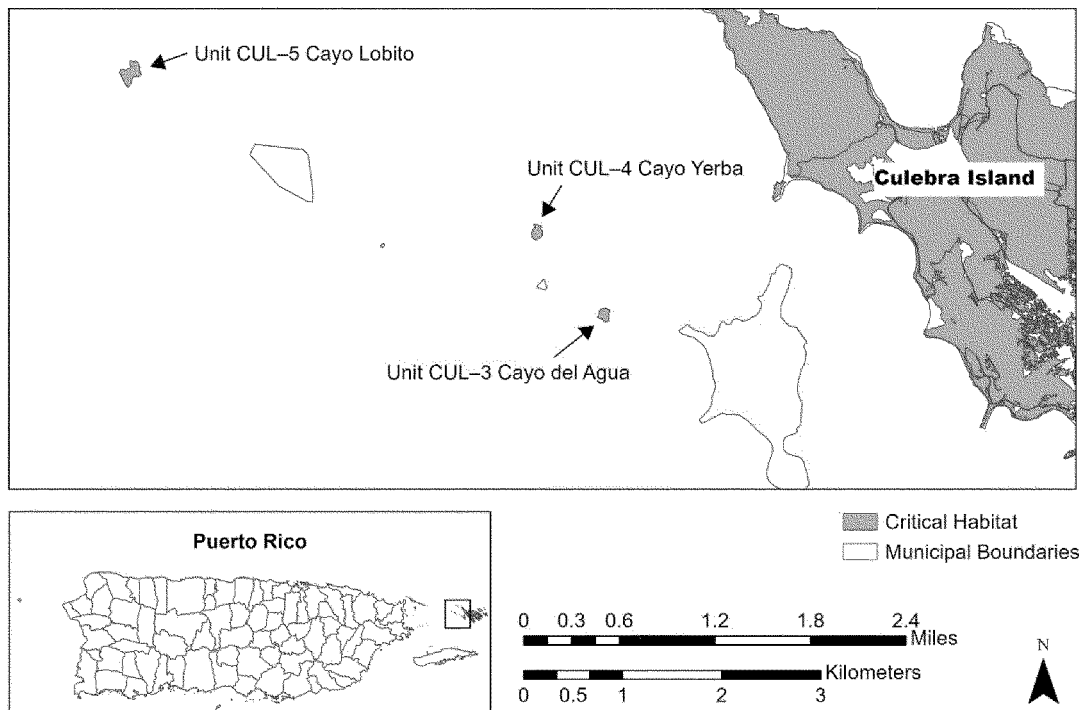 Unit CUL–5 Cayo Lobito
Unit CUL–4 Cayo Yerba
Culebra Island
Unit CUL–3 Cayo del Agua
Puerto Rico
Critical Habitat
Municipal Boundaries
0 0.3 0.6 1.2 1.8 2.4
Miles
Kilometers
0 0.5 1 2 3
N